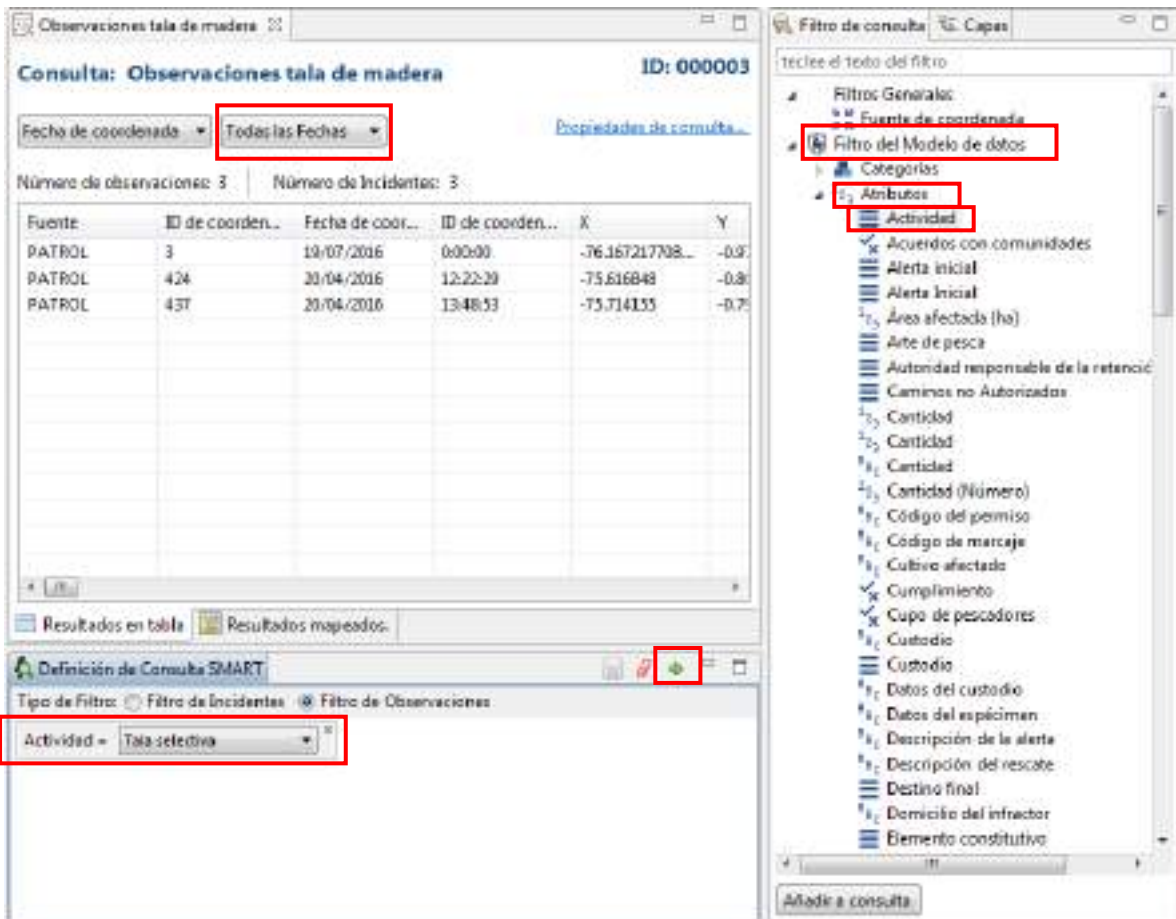 Observaciones tala de madera
Consulta: Observaciones tala de madera
ID: 000003
Fecha de coordenada
Todas las Fechas
Propiedades de consulta...
Número de observaciones: 3
Número de Incidentes: 3
Fuente ID de coorden... Fecha de coor... ID de coorden... X Y
PATROL 3 19/07/2016 0:00:00 -76.167217708... -0.9
PATROL 424 20/04/2016 12:22:29 -75.616848 -0.8
PATROL 437 20/04/2016 13:48:53 -75.714155 -0.7
Resultados en tabla
Resultados mapeados.
Definición de Consulta SMART
Tipo de Filtro: Filtro de Incidentes Filtro de Observaciones
Actividad = Tala selectiva
Filtro de consulta
Capas
teclee el texto del filtro
Filtros Generales
Fuente de coordenada
Filtro del Modelo de datos
Categorías
Atributos
Actividad
Acuerdos con comunidades
Alerta inicial
Alerta Inicial
Área afectada (ha)
Arte de pesca
Autoridad responsable de la retenció
Caminos no Autorizados
Cantidad
Cantidad
Cantidad
Cantidad (Número)
Código del permiso
Código de marcaje
Cultivo afectado
Cumplimiento
Cupo de pescadores
Custodio
Custodio
Datos del custodio
Datos del espécimen
Descripción de la alerta
Descripción del rescate
Destino final
Domicilio del infractor
Elemento constitutivo
Añadir a consulta